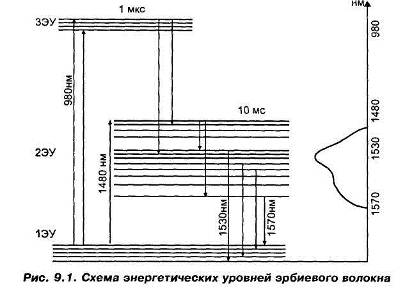 1 мкс
нм
3ЭУ
980
980нм
10 мс
1480
2ЭУ
1480 нм
1530
1530нм
1570нм
1570
1ЭУ
Рис. 9.1. Схема энергетических уровней эрбиевого волокна